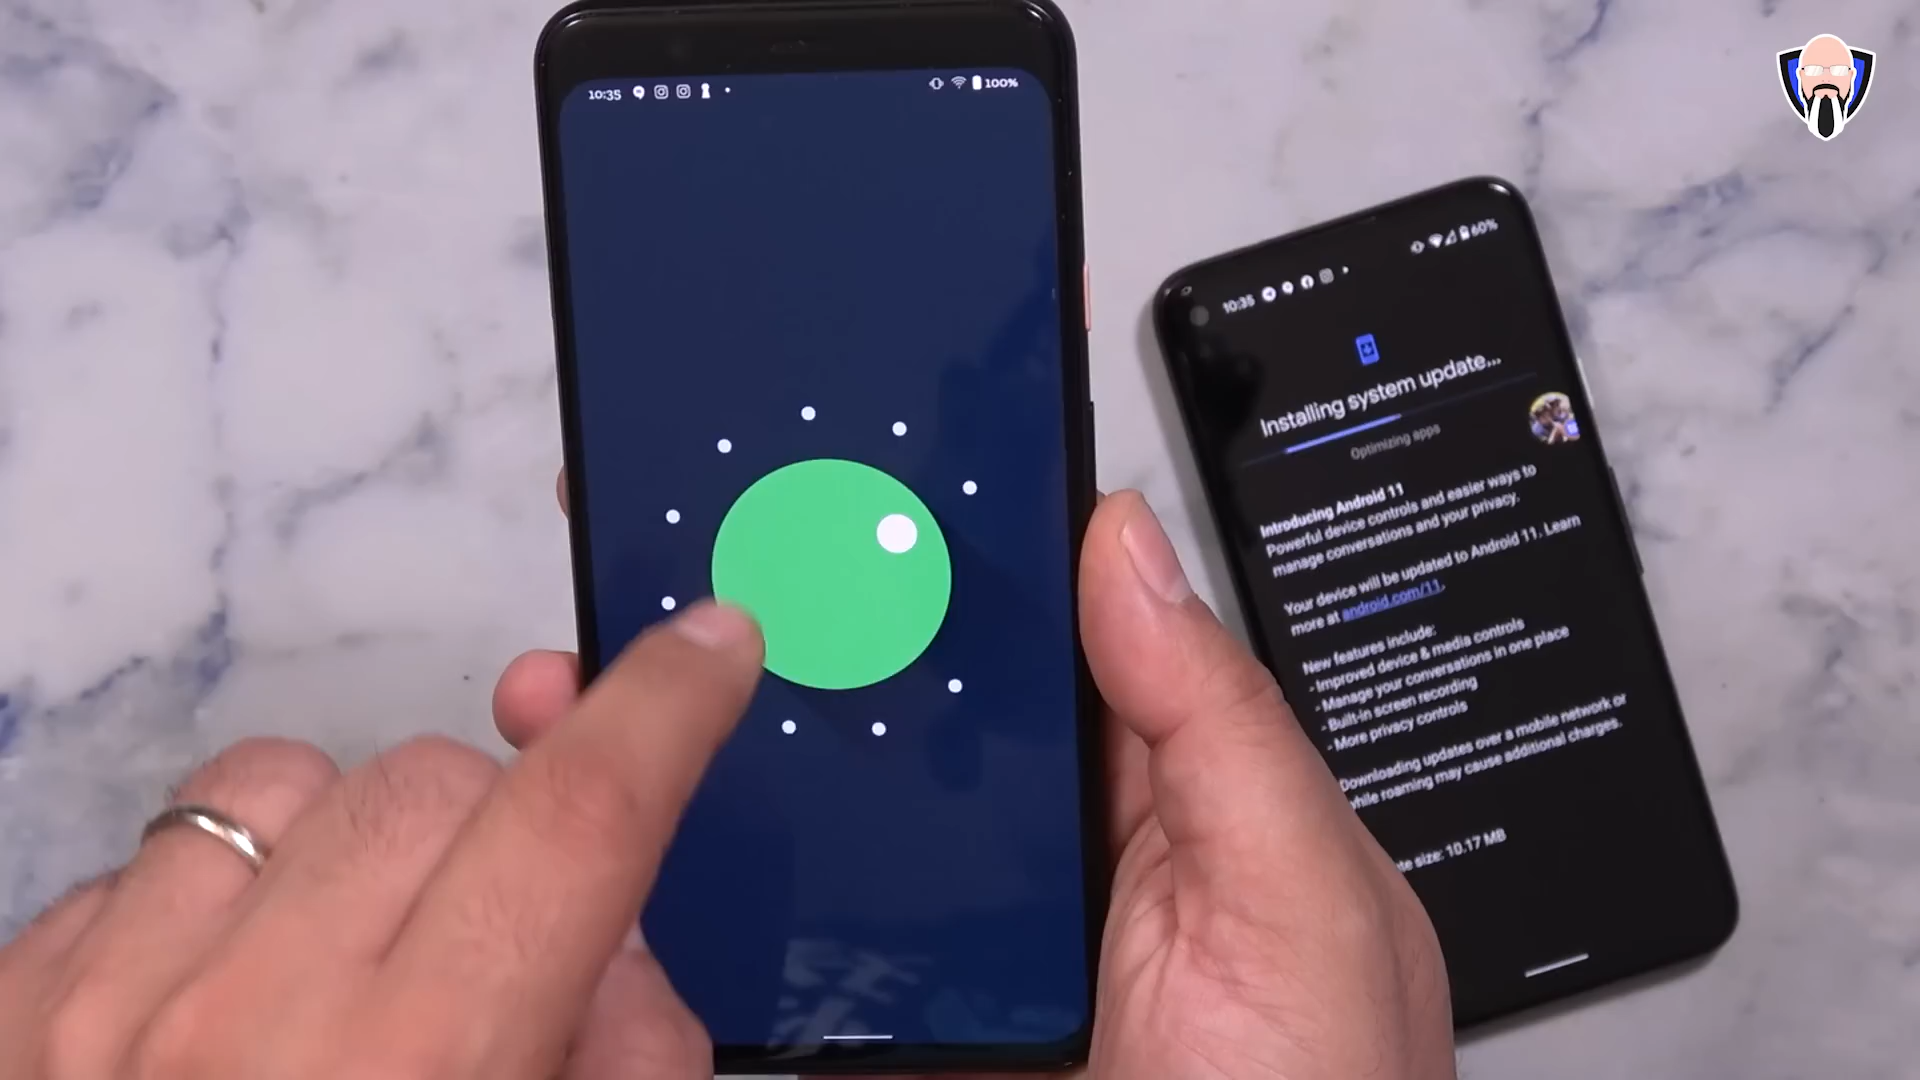 10:35
100%
10:35
60%
Installing system update...
Optimizing apps
Introducing Android 11
Powerful device controls and easier ways to
manage conversations and your privacy.
Your device will be updated to Android 11. Learn
more at android.com/11.
New features include:
- Improved device & media controls
- Manage your conversations in one place
- Built-in screen recording
- More privacy controls
Downloading updates over a mobile network or
while roaming may cause additional charges.
size: 10.17 MB